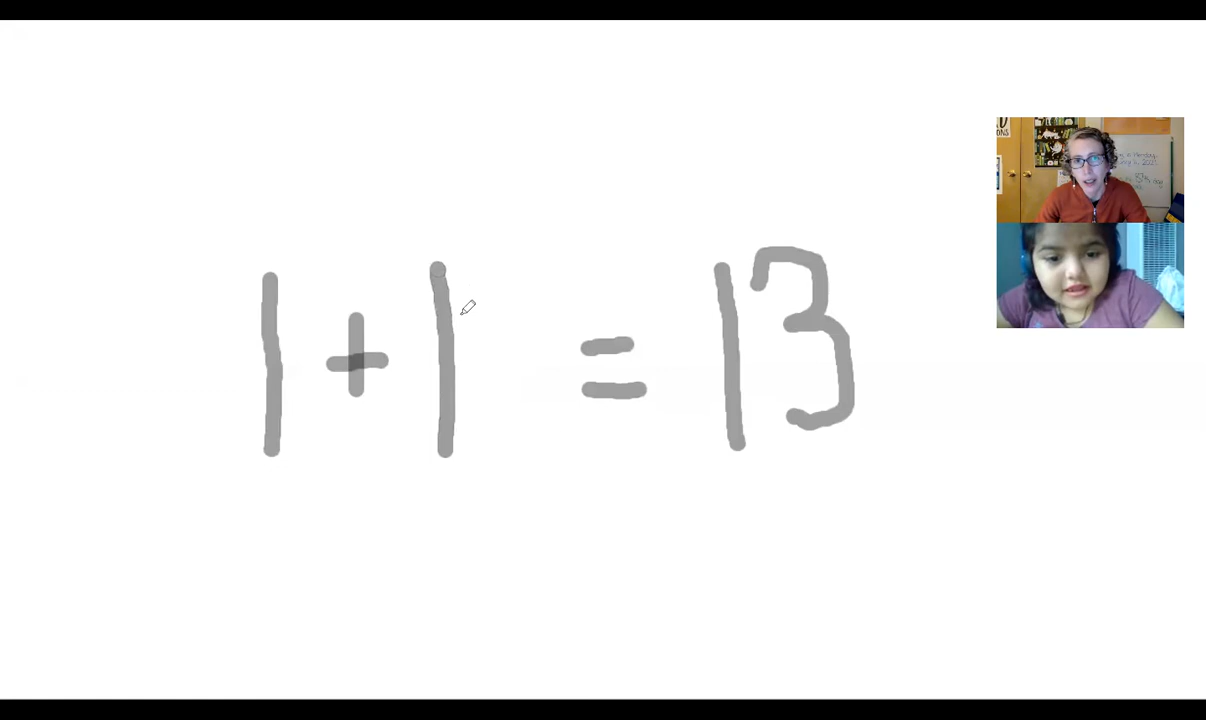 1 + 1 = 13